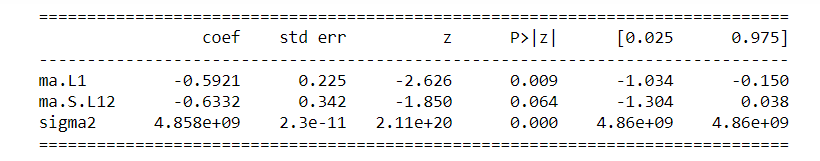 ==============================================================================
                 coef    std err          z      P>|z|      [0.025      0.975]
------------------------------------------------------------------------------
ma.L1         -0.5921      0.225     -2.626      0.009      -1.034      -0.150
ma.S.L12      -0.6332      0.342     -1.850      0.064      -1.304       0.038
sigma2      4.858e+09    2.3e-11   2.11e+20      0.000    4.86e+09    4.86e+09
==============================================================================